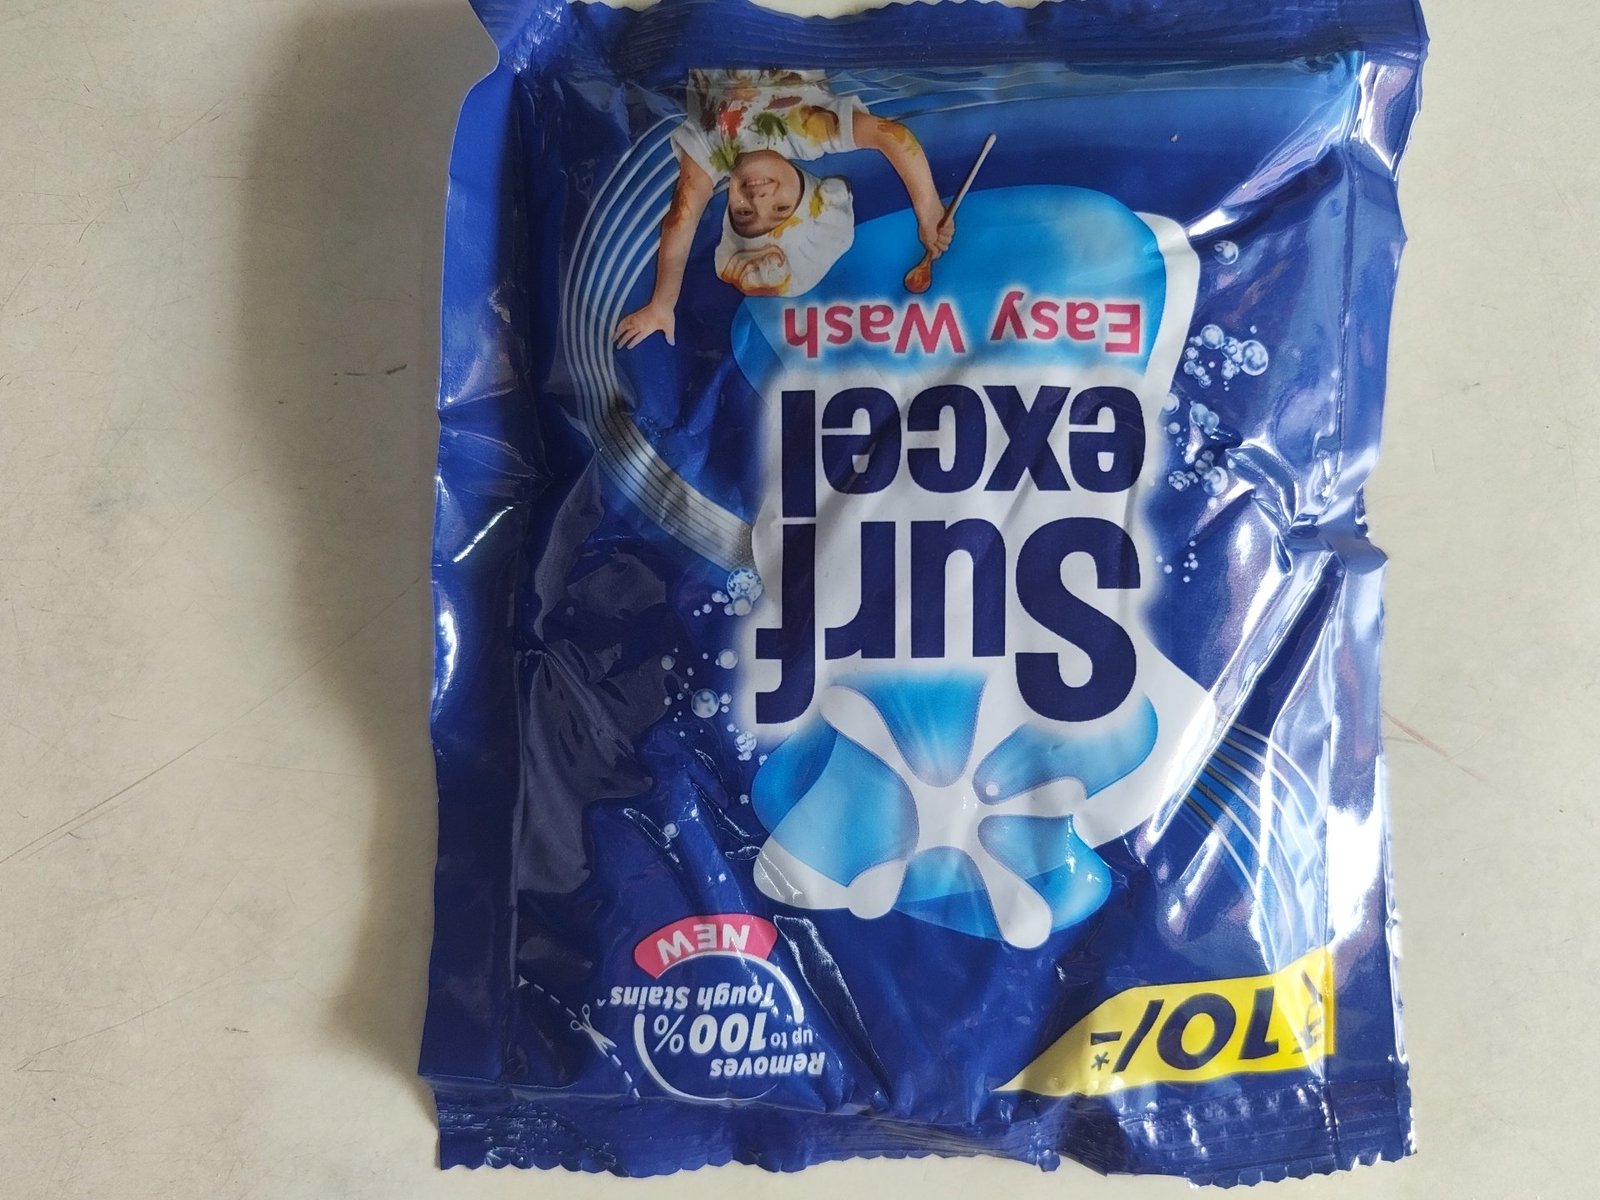 ₹10/-*
Removes
up to 100%
Tough Stains^
NEW
Surf
excel
Easy Wash